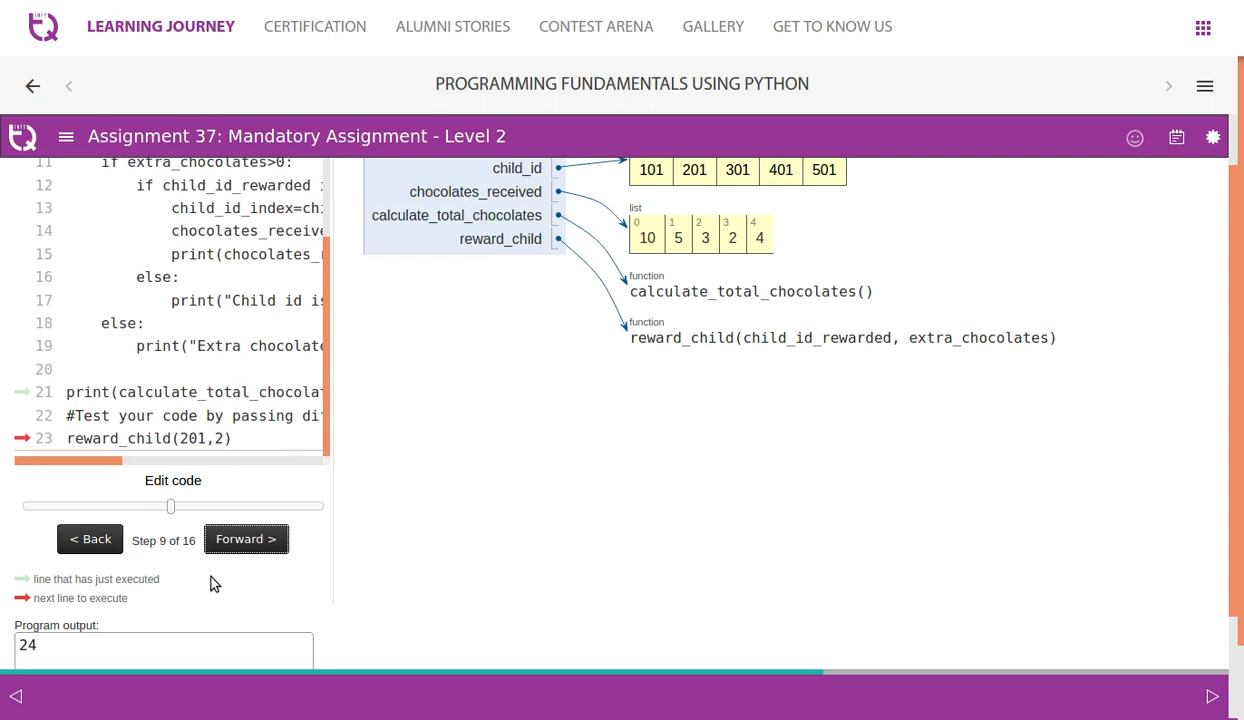 LEARNING JOURNEY CERTIFICATION ALUMNI STORIES CONTEST ARENA GALLERY GET TO KNOW US
PROGRAMMING FUNDAMENTALS USING PYTHON
Assignment 37: Mandatory Assignment - Level 2
11 if extra_chocolates>0:
12 if child_id_rewarded i
13 child_id_index=chi
14 chocolates_receive
15 print(chocolates_r
16 else:
17 print("Child id is
18 else:
19 print("Extra chocolate
20
21 print(calculate_total_chocolat
22 #Test your code by passing dif
23 reward_child(201,2)
Edit code
< Back Step 9 of 16 Forward >
line that has just executed
next line to execute
Program output:
24
child_id
chocolates_received
calculate_total_chocolates
reward_child
101 201 301 401 501
list
0 1 2 3 4
10 5 3 2 4
function
calculate_total_chocolates()
function
reward_child(child_id_rewarded, extra_chocolates)